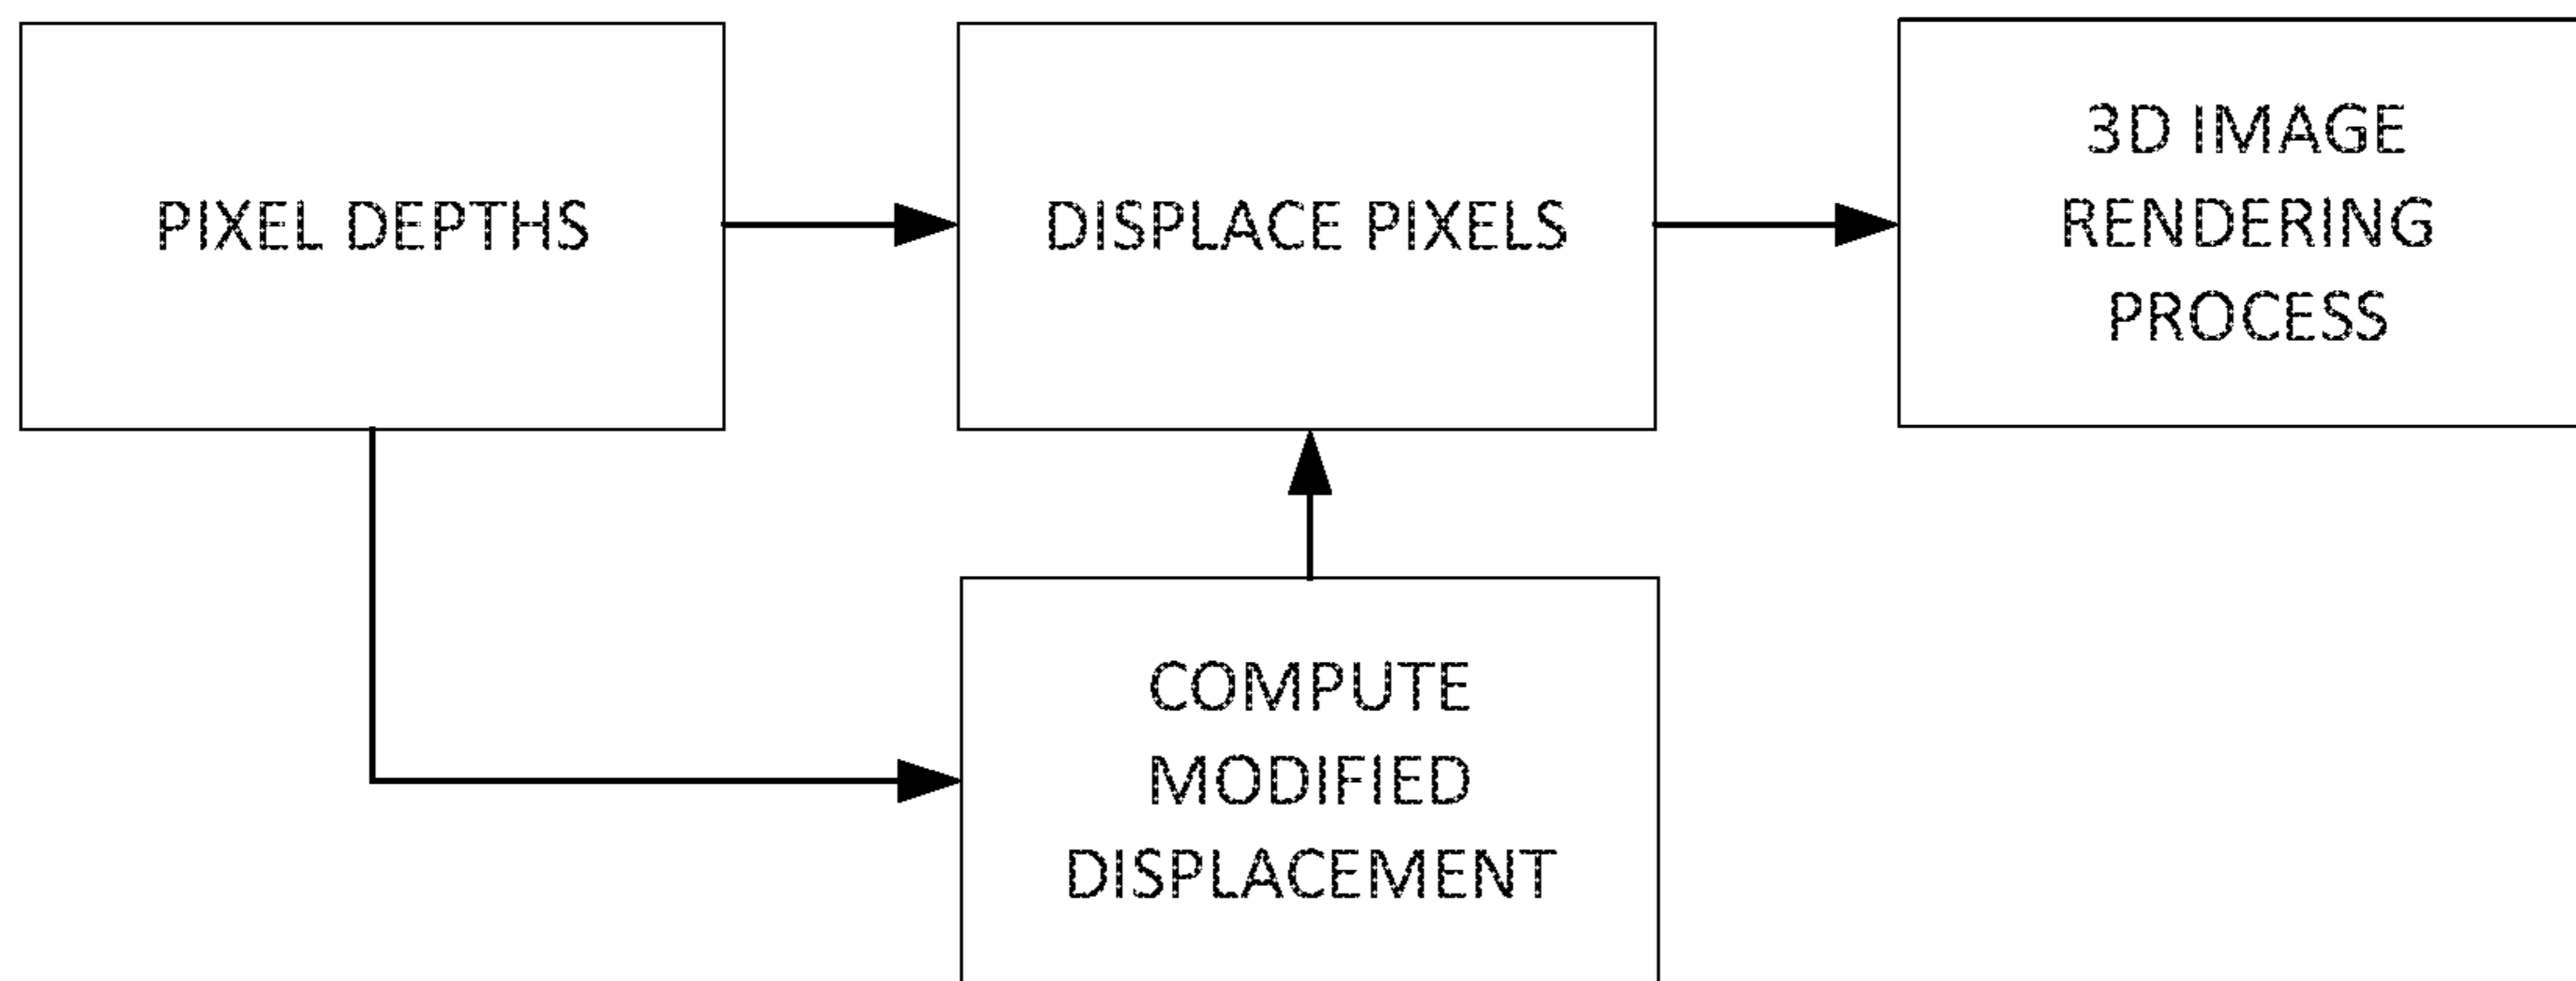 PIXEL DEPTHS
DISPLACE PIXELS
3D IMAGE
RENDERING
PROCESS
COMPUTE
MODIFIED
DISPLACEMENT